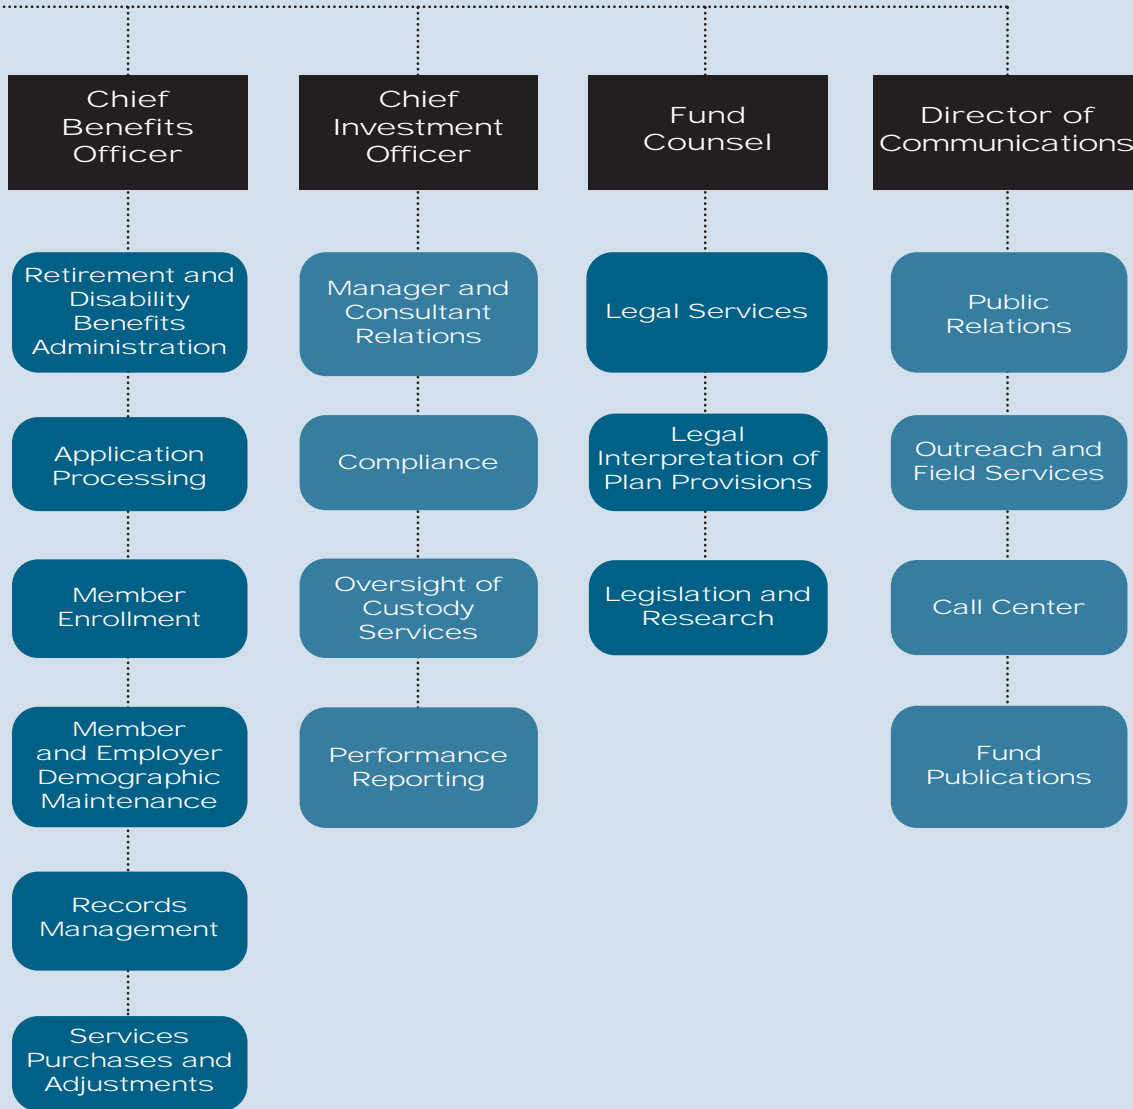 Chief
Benefits
Officer
Retirement and
Disability
Benefits
Administration
Application
Processing
Member
Enrollment
Member
and Employer
Demographic
Maintenance
Records
Management
Services
Purchases and
Adjustments
Chief
Investment
Officer
Manager and
Consultant
Relations
Compliance
Oversight of
Custody
Services
Performance
Reporting
Fund
Counsel
Legal Services
Legal
Interpretation of
Plan Provisions
Legislation and
Research
Director of
Communications
Public
Relations
Outreach and
Field Services
Call Center
Fund
Publications